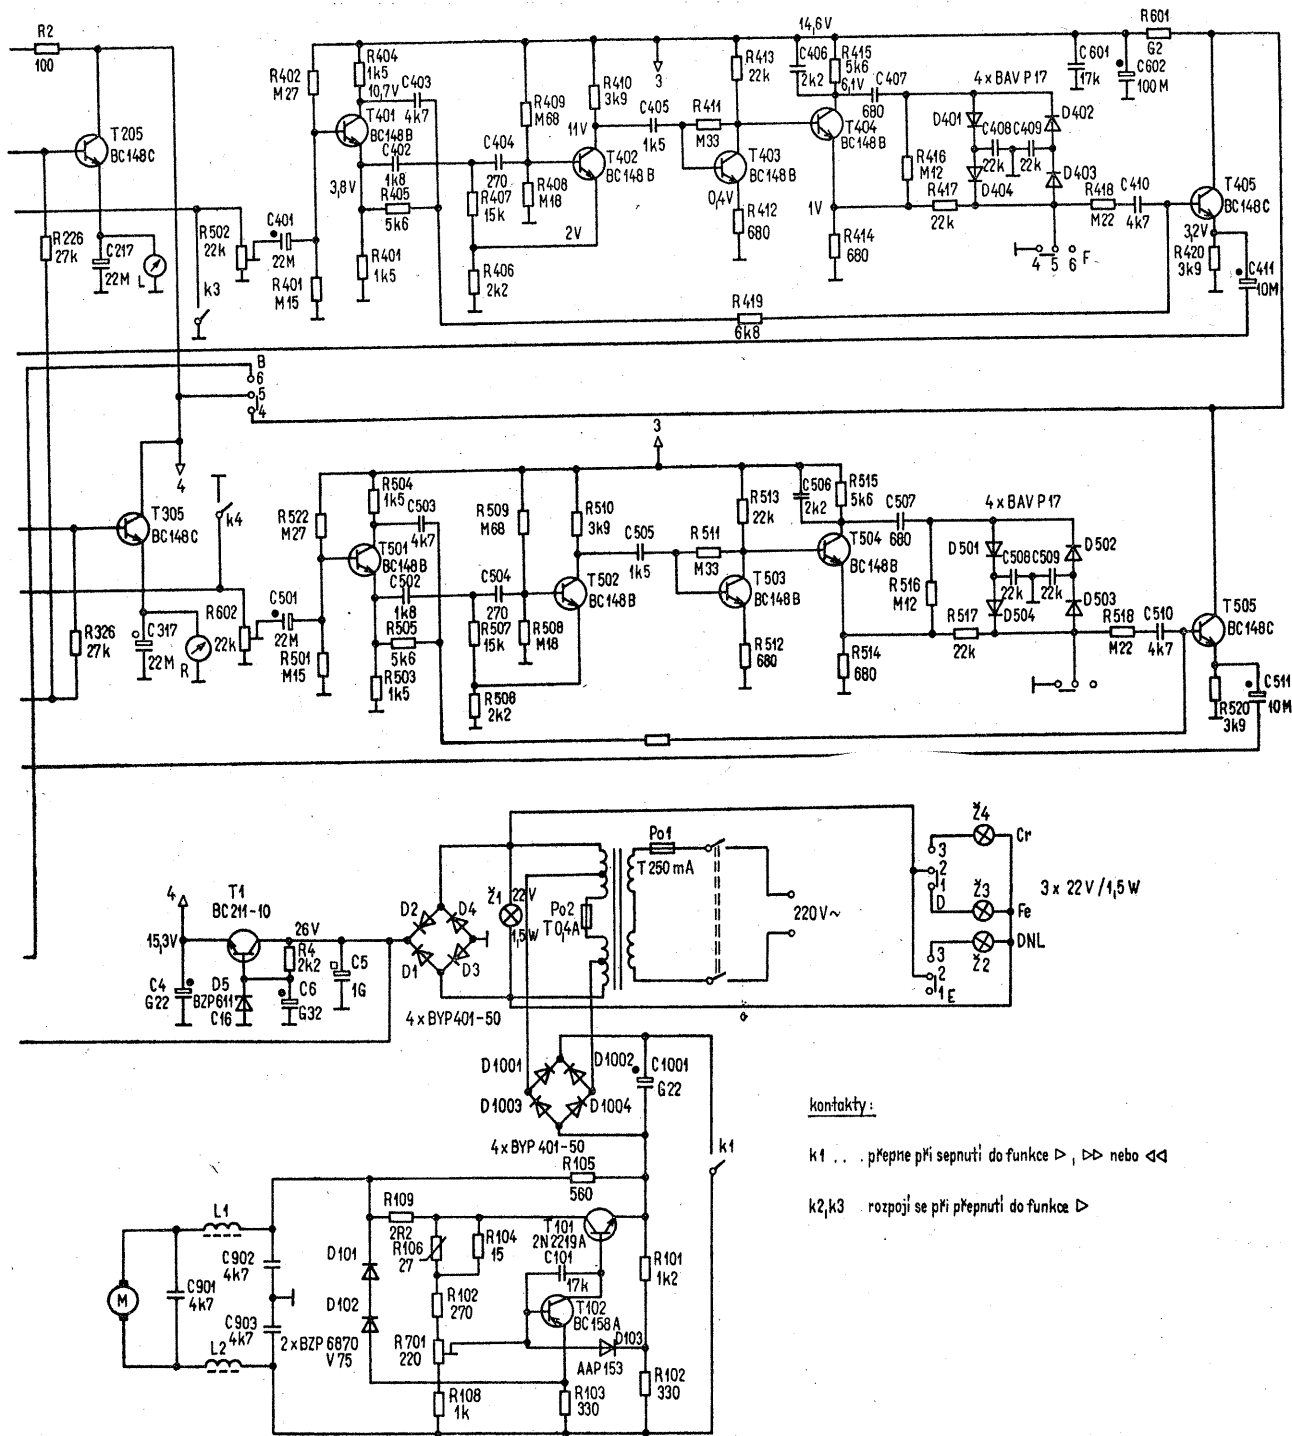 R2
100
T205
BC148C
R226
27k
C217
22M
L
R502
22k
k3
C401
22M
R402
M27
R401
M15
R404
1k5
10,7V
C403
4k7
T401
BC148B
C402
1k8
3,8V
R405
5k6
R401
1k5
C404
270
R407
15k
R406
2k2
R409
M68
R408
M18
R410
3k9
11V
T402
BC148B
2V
C405
1k5
R411
M33
3
R413
22k
T403
BC148B
0,4V
R412
680
14,6V
C406
2k2
R415
5k6
6,1V
C407
680
T404
BC148B
1V
R414
680
R416
M12
R417
22k
4xBAVP17
D401
D402
C408
C409
22k
22k
D404
D403
R418
M22
C410
4k7
4 5 6 F
C601
17k
C602
100M
R601
G2
T405
BC148C
3,2V
R420
3k9
C411
10M
R419
6k8
B
6
5
4
4
3
T305
BC148C
k4
R326
27k
C317
22M
R
R602
22k
C501
22M
R522
M27
R501
M15
R504
1k5
C503
4k7
T501
BC148B
C502
1k8
R505
5k6
R503
1k5
R509
M68
C504
270
R507
15k
R508
M18
R508
2k2
R510
3k9
T502
BC148B
C505
1k5
R511
M33
R513
22k
T503
BC148B
R512
680
C506
2k2
R515
5k6
C507
680
T504
BC148B
R514
680
R516
M12
R517
22k
4xBAVP17
D501
D502
C508
C509
22k
22k
D504
D503
R518
M22
C510
4k7
T505
BC148C
R520
3k9
C511
10M
4
T1
BC211-10
15,3V
26V
R4
2k2
C4
G22
D5
BZP611
C16
C6
G32
C5
1G
D2
D4
D1
D3
4xBYP401-50
Ž1
22V
1,5W
Po2
T0,4A
Po1
T250mA
220V~
3
2
1
D
3
2
1 E
Ž4
Cr
Ž3
Fe
DNL
Ž2
3 x 22V/1,5W
D1001
D1002
D1003
D1004
4xBYP401-50
C1001
G22
k1
R105
560
L1
L2
M
C901
4k7
C902
4k7
C903
4k7
D101
D102
2xBZP6870
V75
R109
2R2
R106
27
R104
15
R102
270
R701
220
R108
1k
T101
2N2219A
C101
17k
T102
BC158A
D103
AAP153
R103
330
R101
1k2
R102
330
kontakty:
k1 ... přepne při sepnutí do funkce ▷, ▷▷ nebo ◁◁
k2,k3 rozpojí se při přepnutí do funkce ▷